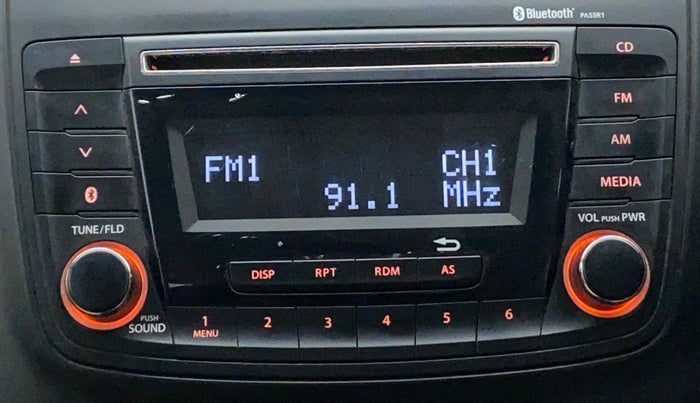 Bluetooth® PA55R1
CD
FM
AM
MEDIA
FM1 CH1
91.1 MHz
TUNE/FLD
VOL PUSH PWR
DISP RPT RDM AS
PUSH
SOUND
1 2 3 4 5 6
MENU